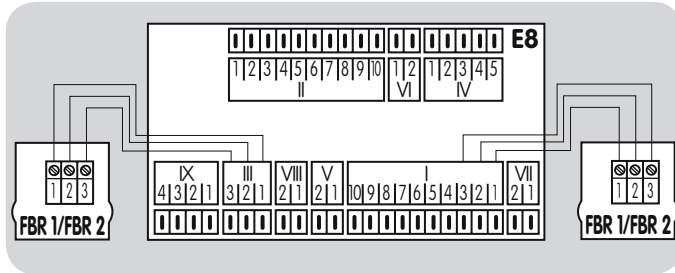 E8
1 2 3 4 5 6 7 8 9 10 1 2 1 2 3 4 5
II VI IV
IX III VIII V I VII
4 3 2 1 3 2 1 2 1 2 1 10 9 8 7 6 5 4 3 2 1 2 1
1 2 3
FBR 1/FBR 2
1 2 3
FBR 1/FBR 2